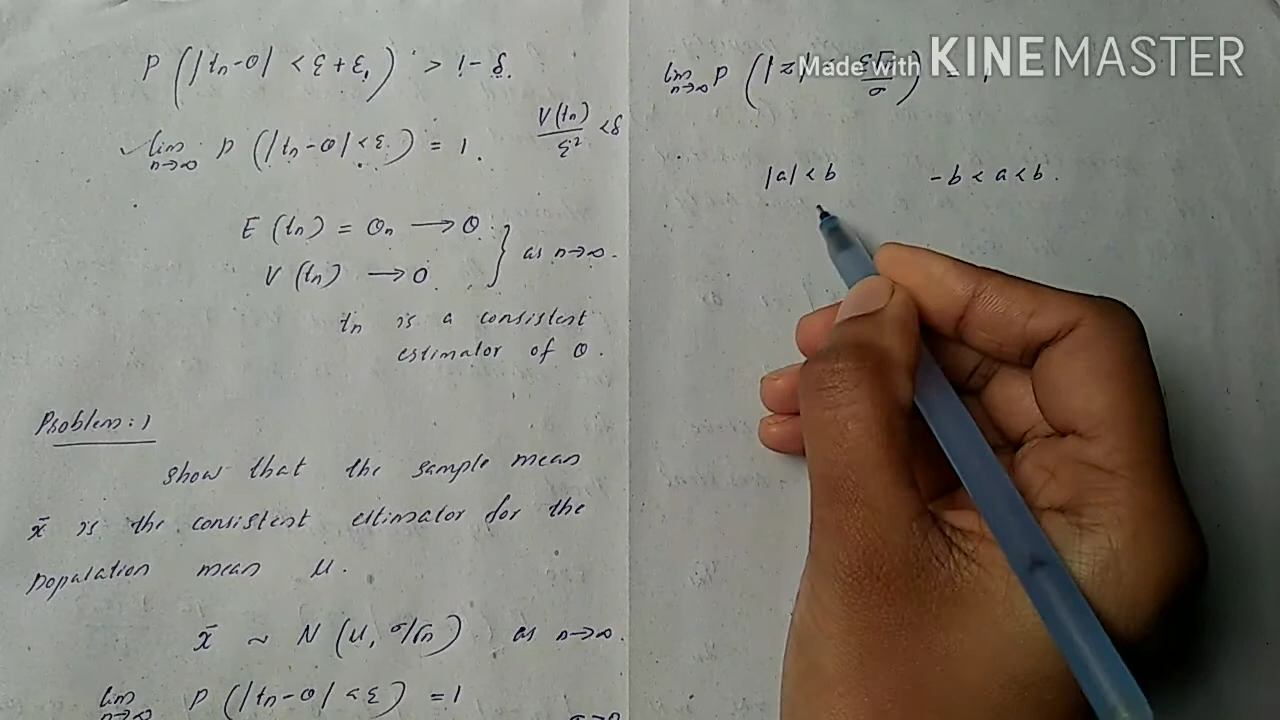 P (|tn-θ| < ε+ε₁) > 1-δ.
lim n→∞ P (|tn-θ| < ε.) = 1.
V(tn)/ε² < δ
E (tn) = θn → θ.
V (tn) → 0.
} as n→∞.
tn is a consistent
estimator of θ.
Problem: 1
show that the sample mean
x̄ is the consistent estimator for the
population mean μ.
x̄ ~ N (μ, σ/√n) as n→∞.
lim n→∞ P (|tn-θ| < ε) = 1
Made with KINEMASTER
lim n→∞ P (|z|
σ) =
|a| < b -b < a < b.